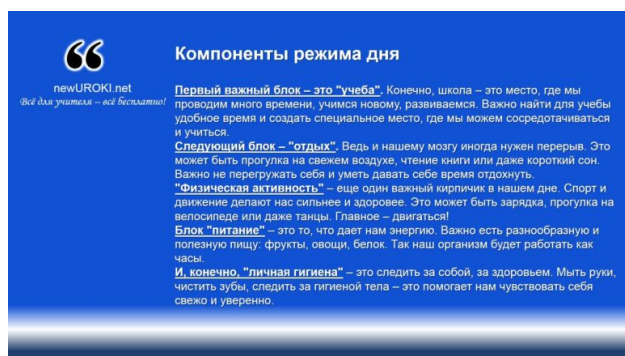 ❝
newUROKI.net
Всё для учителя – всё бесплатно!
Компоненты режима дня
Первый важный блок – это "учеба". Конечно, школа – это место, где мы
проводим много времени, учимся новому, развиваемся. Важно найти для учебы
удобное время и создать специальное место, где мы можем сосредотачиваться
и учиться.
Следующий блок – "отдых". Ведь и нашему мозгу иногда нужен перерыв. Это
может быть прогулка на свежем воздухе, чтение книги или даже короткий сон.
Важно не перегружать себя и уметь давать себе время отдохнуть.
"Физическая активность" – еще один важный кирпичик в нашем дне. Спорт и
движение делают нас сильнее и здоровее. Это может быть зарядка, прогулка на
велосипеде или даже танцы. Главное – двигаться!
Блок "питание" – это то, что дает нам энергию. Важно есть разнообразную и
полезную пищу: фрукты, овощи, белок. Так наш организм будет работать как
часы.
И, конечно, "личная гигиена" – это следить за собой, за здоровьем. Мыть руки,
чистить зубы, следить за гигиеной тела – это помогает нам чувствовать себя
свежо и уверенно.